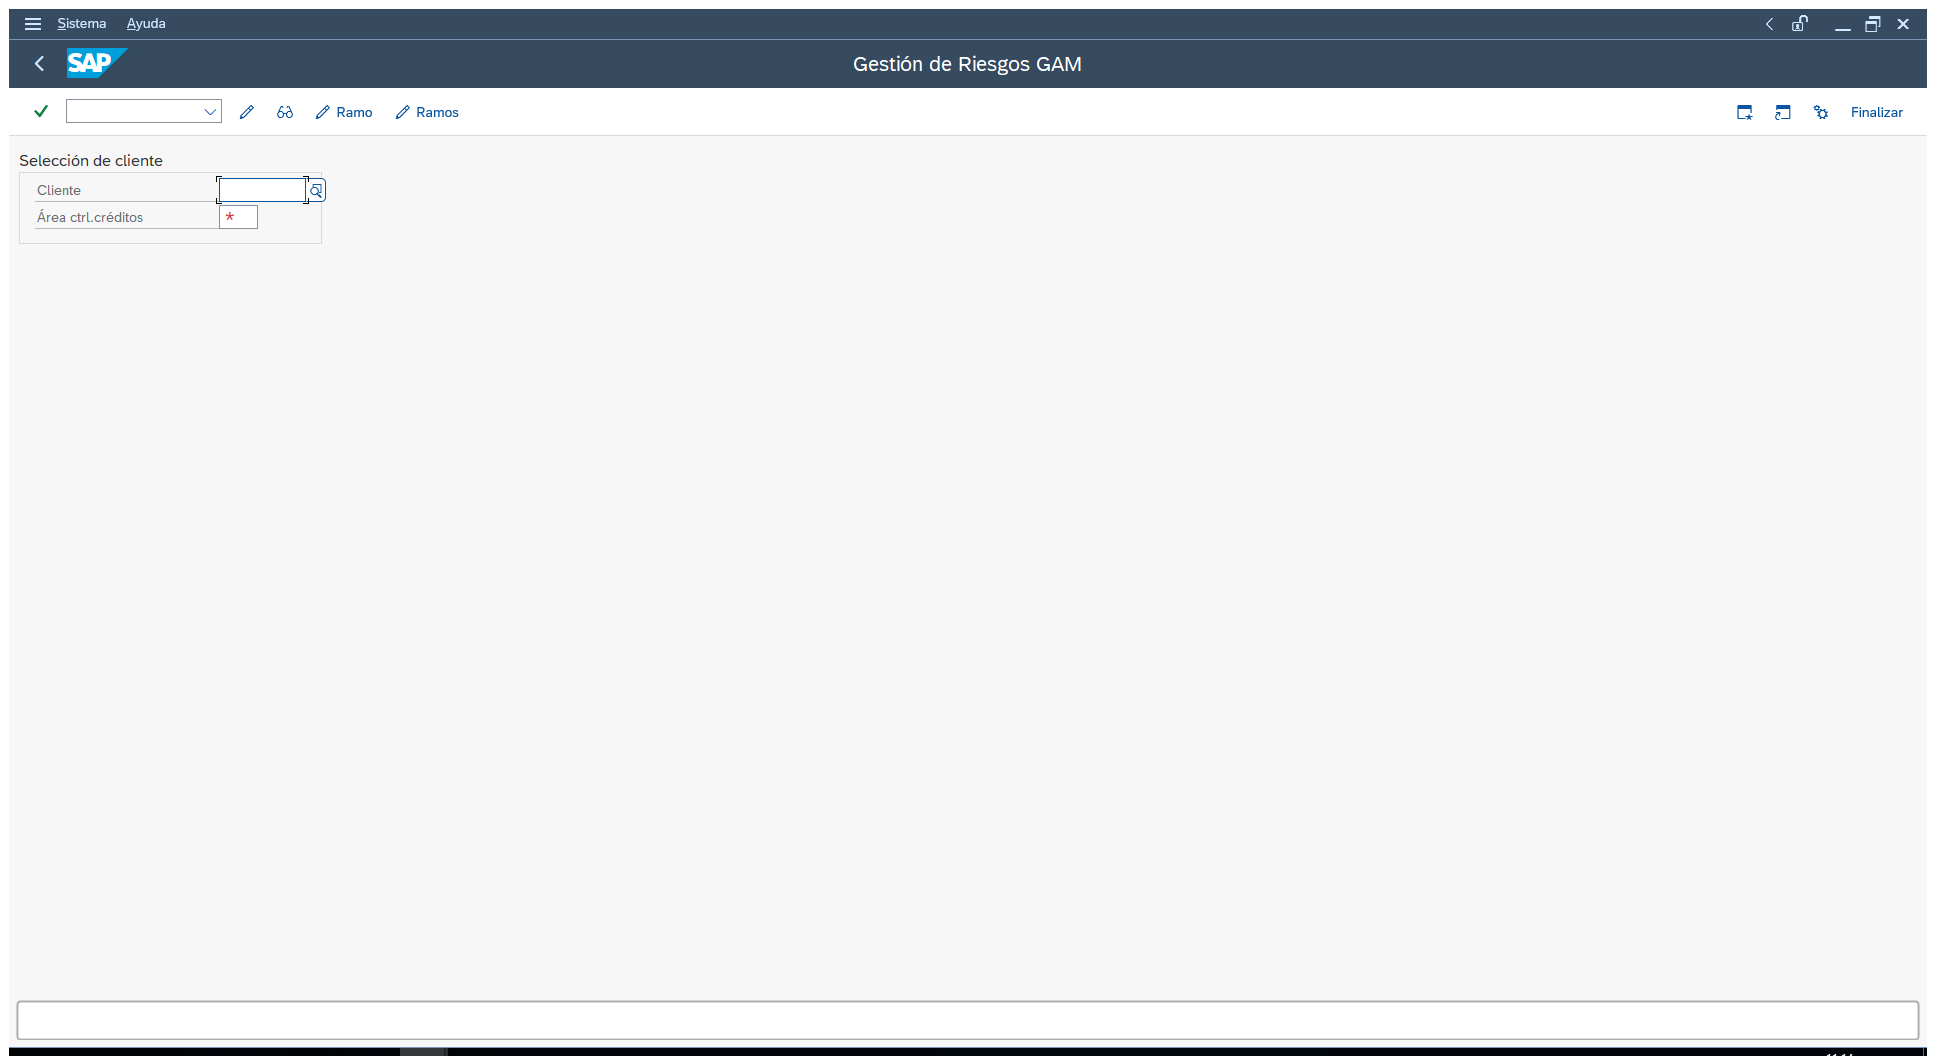 Sistema Ayuda
SAP Gestión de Riesgos GAM
Ramo Ramos Finalizar
Selección de cliente
Cliente
Área ctrl.créditos *